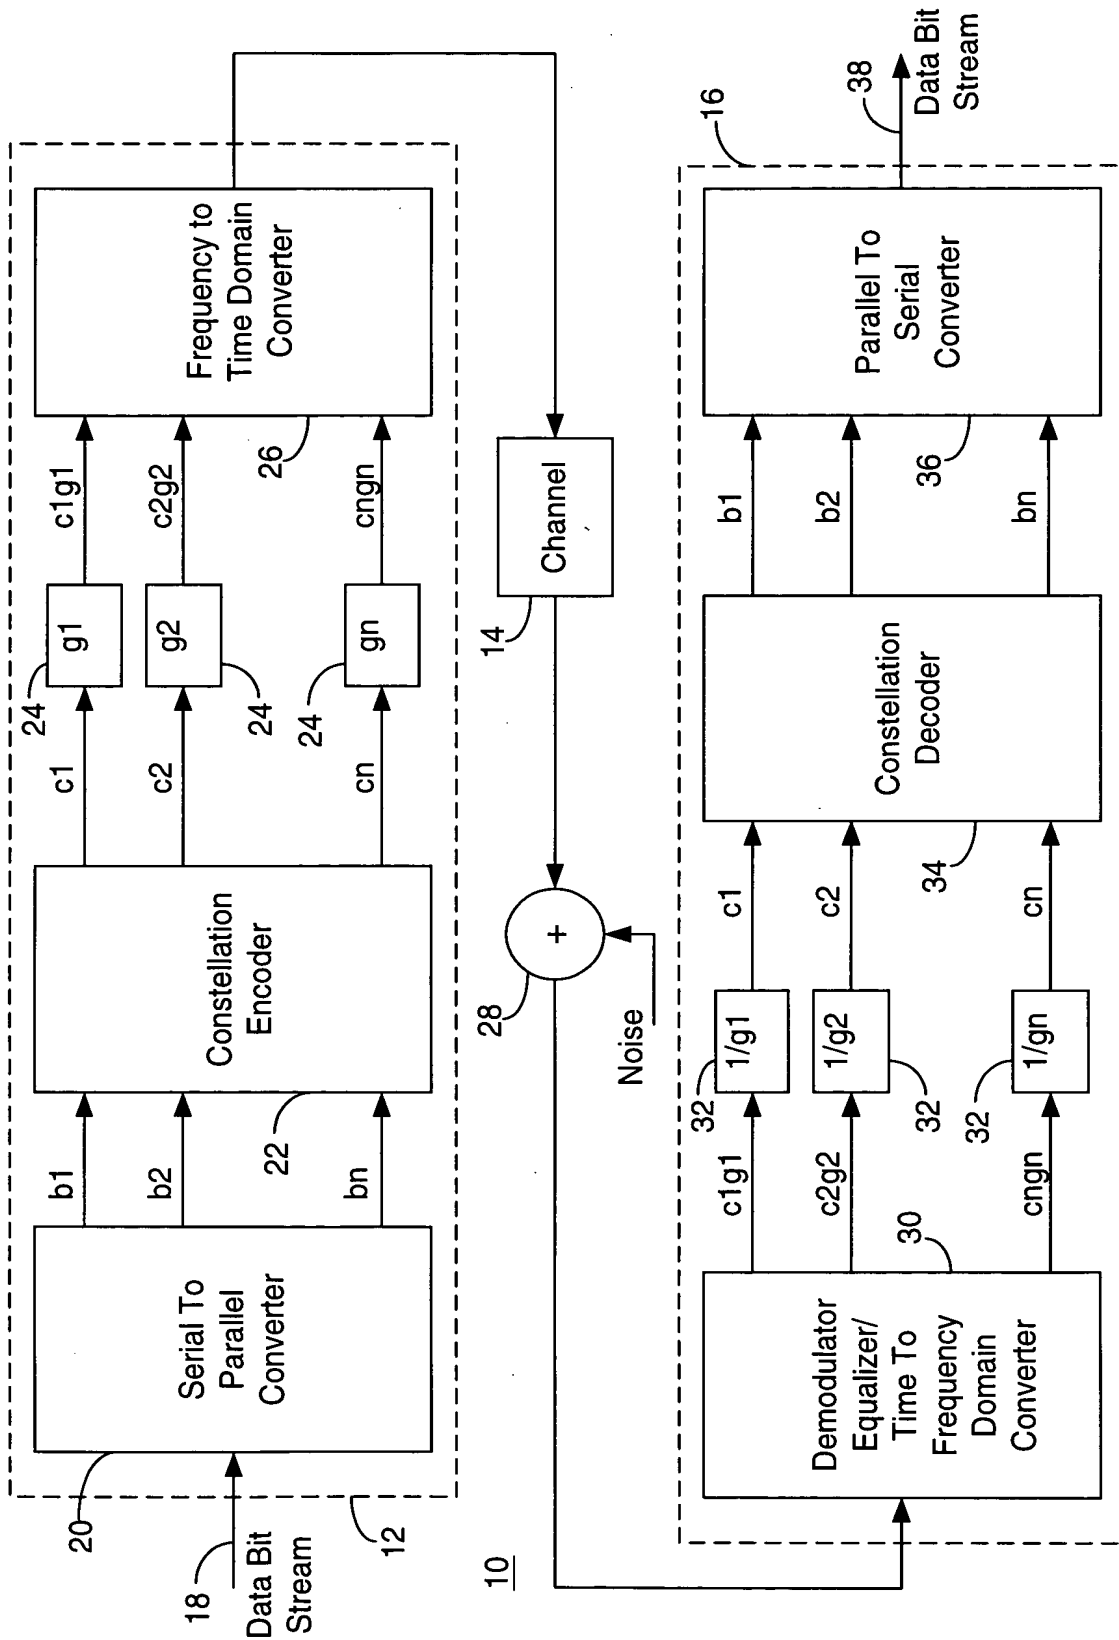 18
Data Bit
Stream
20
12
Serial To
Parallel
Converter
b1
b2
bn
22
Constellation
Encoder
c1
c2
cn
24
g1
g2
24
24
gn
c1g1
c2g2
cngn
26
Frequency to
Time Domain
Converter
10
14
Channel
28
+
Noise
16
Demodulator
Equalizer/
Time To
Frequency
Domain
Converter
30
c1g1
c2g2
cngn
32
1/g1
1/g2
32
32
1/gn
c1
c2
cn
34
Constellation
Decoder
b1
b2
bn
36
Parallel To
Serial
Converter
38
Data Bit
Stream